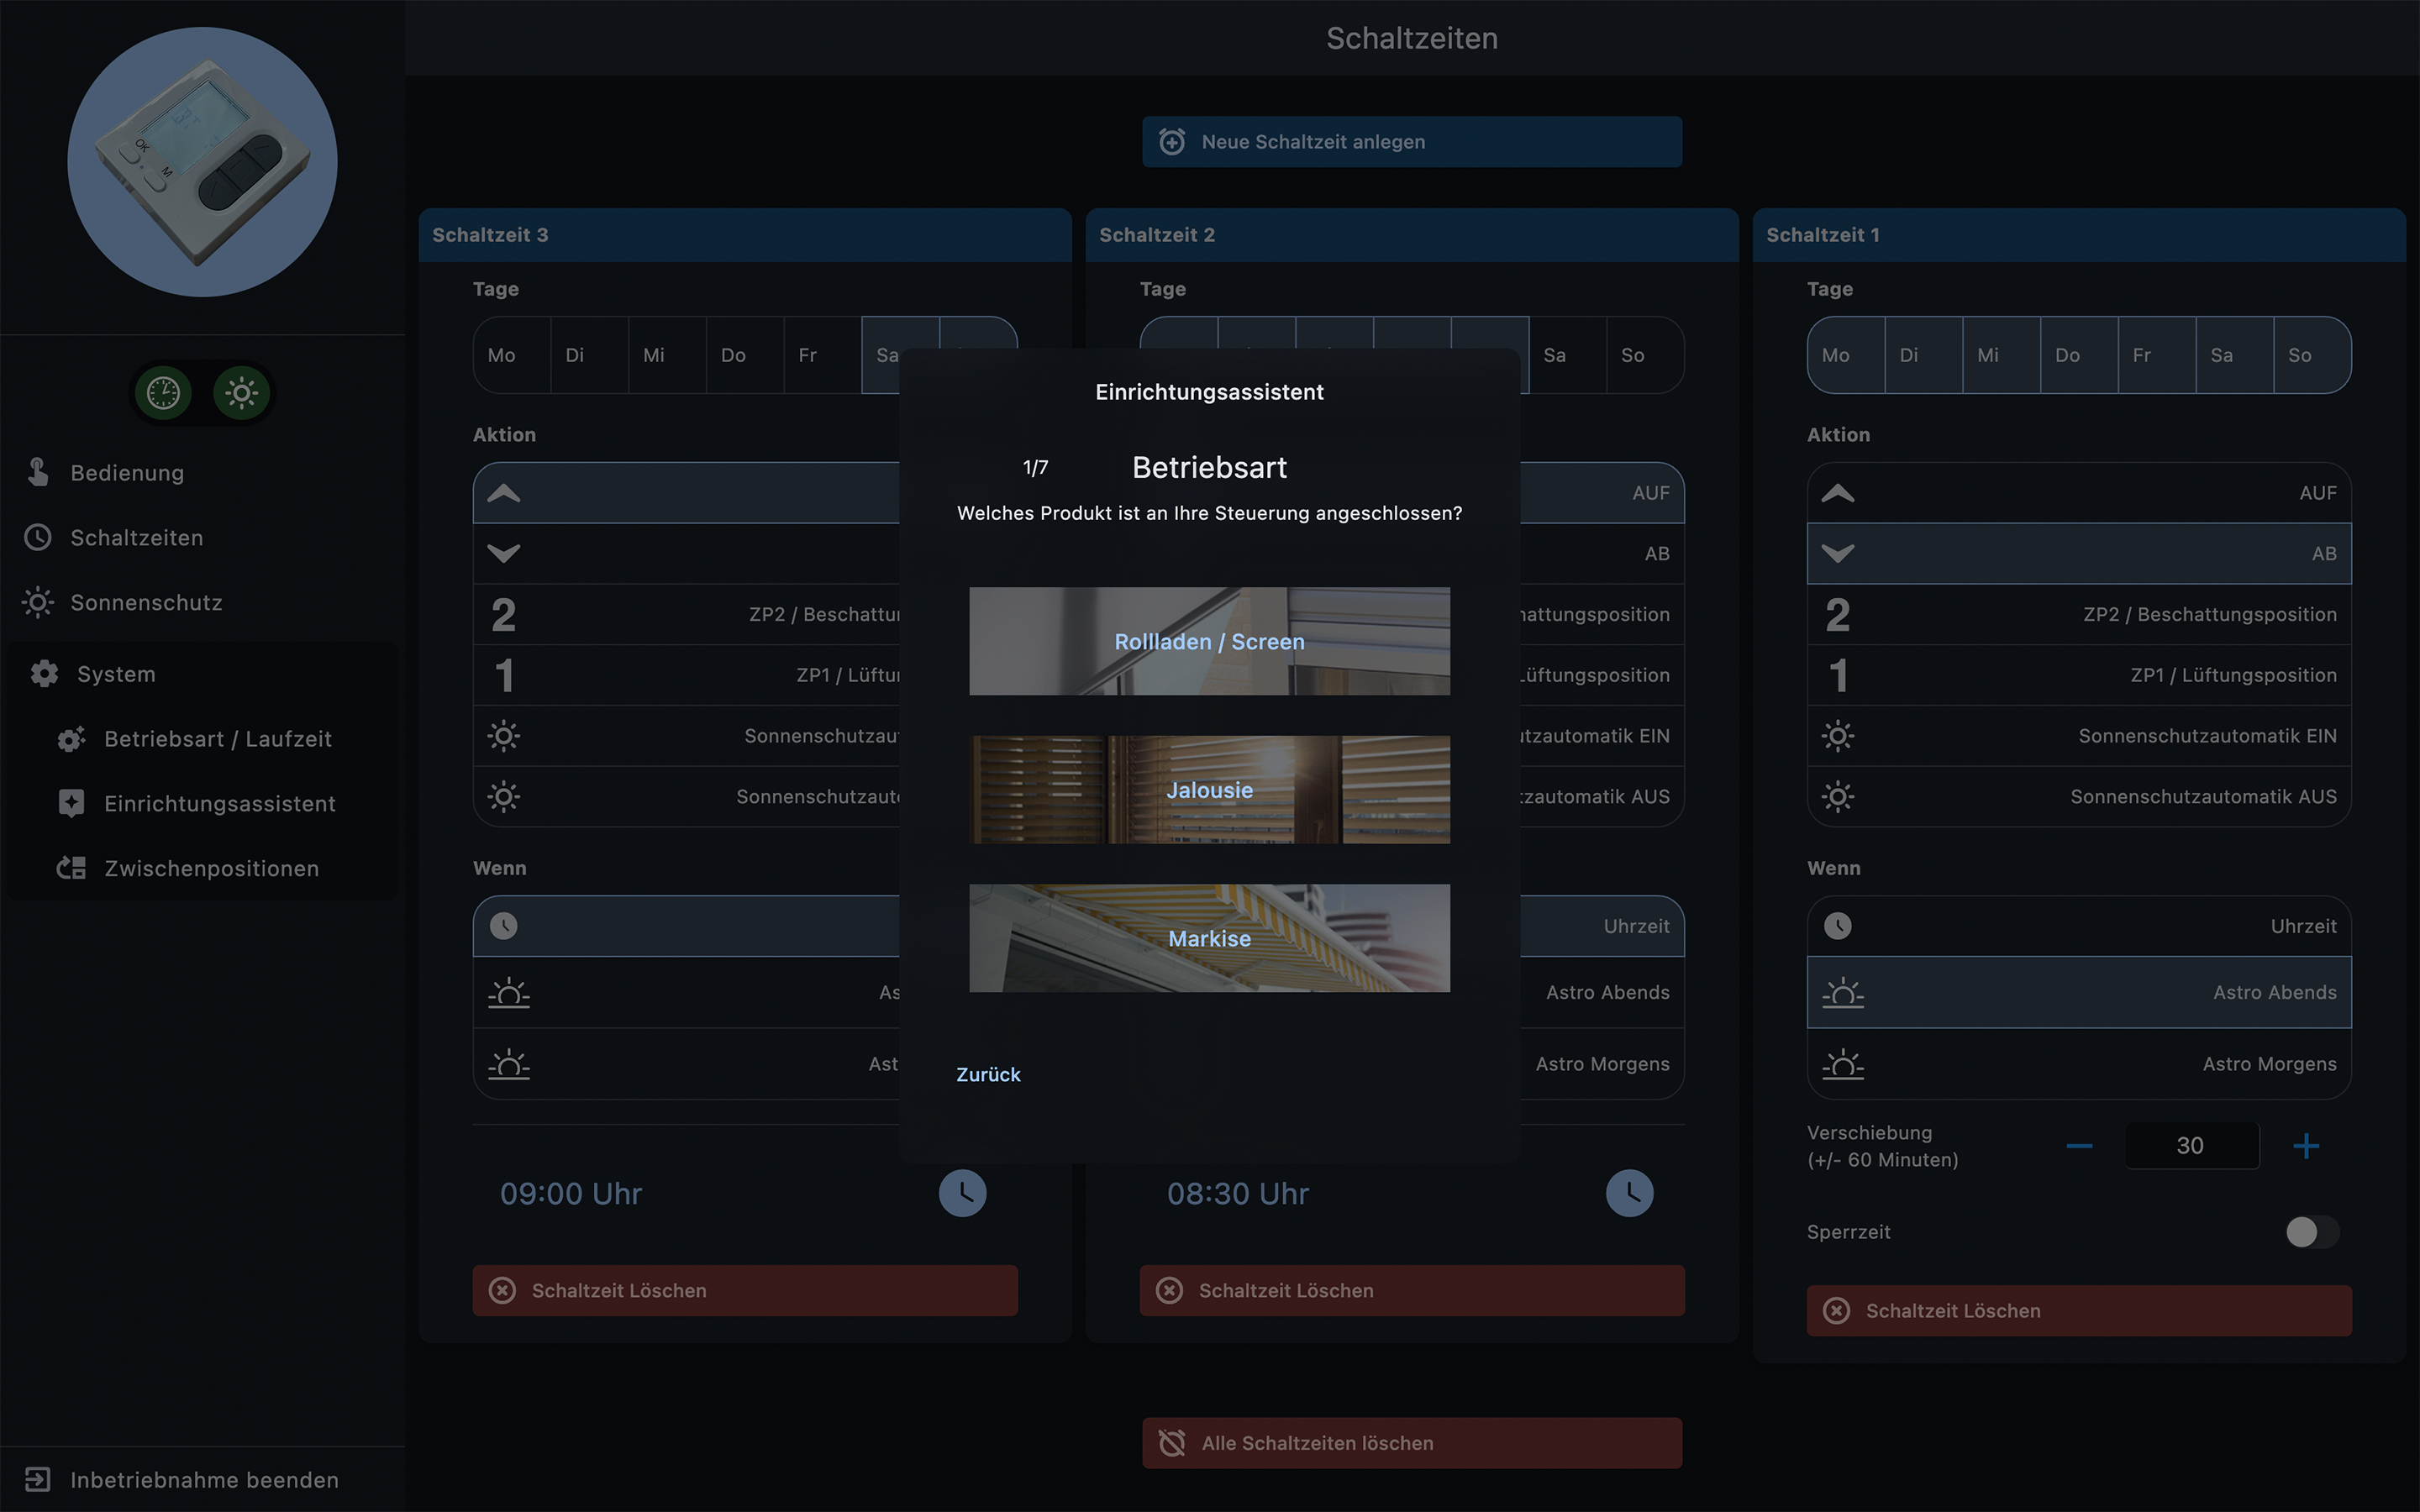 Schaltzeiten
OK
M
Neue Schaltzeit anlegen
Bedienung
Schaltzeiten
Sonnenschutz
System
Betriebsart / Laufzeit
Einrichtungsassistent
Zwischenpositionen
Inbetriebnahme beenden
Schaltzeit 3
Tage
Mo Di Mi Do Fr Sa
Aktion
2 ZP2 / Beschattu
1 ZP1 / Lüftu
Sonnenschutzau
Sonnenschutzaut
Wenn
As
Ast
09:00 Uhr
Schaltzeit Löschen
Schaltzeit 2
Tage
Sa So
AUF
AB
hattungsposition
Lüftungsposition
utzautomatik EIN
tzautomatik AUS
Uhrzeit
Astro Abends
Astro Morgens
08:30 Uhr
Schaltzeit Löschen
Schaltzeit 1
Tage
Mo Di Mi Do Fr Sa So
Aktion
AUF
AB
2 ZP2 / Beschattungsposition
1 ZP1 / Lüftungsposition
Sonnenschutzautomatik EIN
Sonnenschutzautomatik AUS
Wenn
Uhrzeit
Astro Abends
Astro Morgens
Verschiebung
(+/- 60 Minuten)
30
Sperrzeit
Schaltzeit Löschen
Einrichtungsassistent
1/7 Betriebsart
Welches Produkt ist an Ihre Steuerung angeschlossen?
Rollladen / Screen
Jalousie
Markise
Zurück
Alle Schaltzeiten löschen